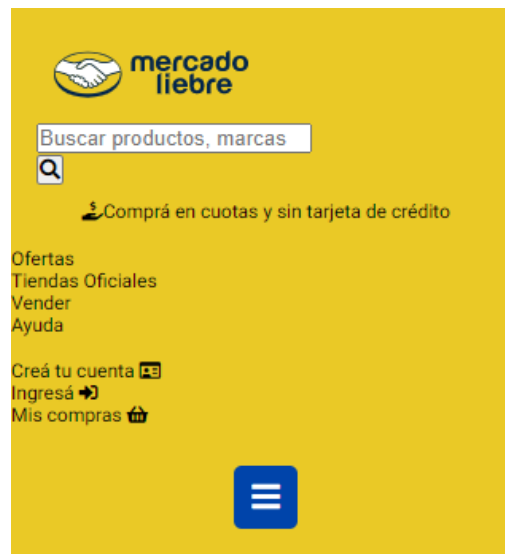 mercado
liebre
Buscar productos, marcas
Comprá en cuotas y sin tarjeta de crédito
Ofertas
Tiendas Oficiales
Vender
Ayuda
Creá tu cuenta
Ingresá
Mis compras